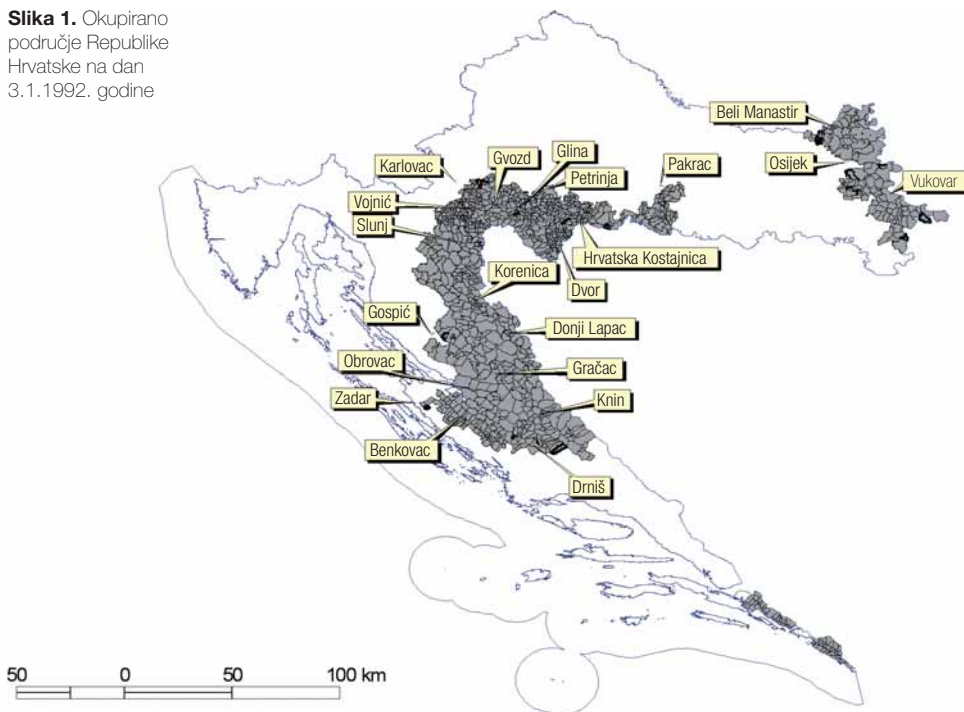 Slika 1. Okupirano
područje Republike
Hrvatske na dan
3.1.1992. godine
Beli Manastir
Glina
Gvozd
Karlovac
Petrinja
Pakrac
Osijek
Vukovar
Vojnić
Slunj
Hrvatska Kostajnica
Korenica
Dvor
Gospić
Donji Lapac
Obrovac
Gračac
Zadar
Knin
Benkovac
Drniš
50 0 50 100 km